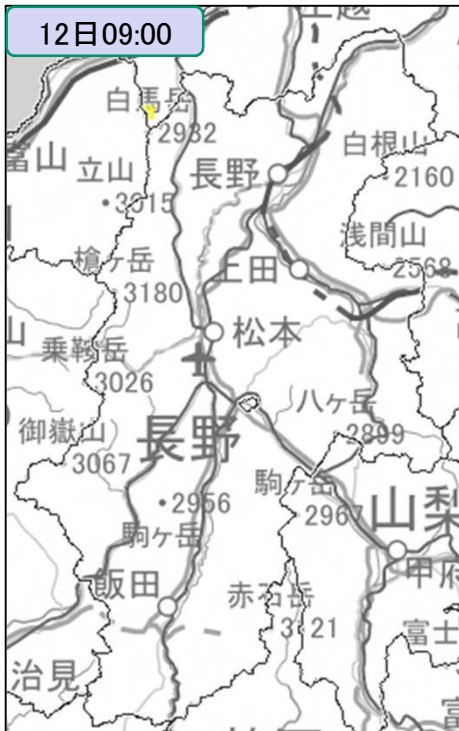 12日09:00
上越
白馬岳
2932
富山
立山
長野
白根山
2160
3015
浅間山
2568
槍ヶ岳
上田
3180
松本
乗鞍岳
3026
八ヶ岳
2899
御嶽山
長野
3067
駒ヶ岳
2956
2967
山梨
駒ヶ岳
甲府
飯田
赤石岳
3121
富士
治見
富